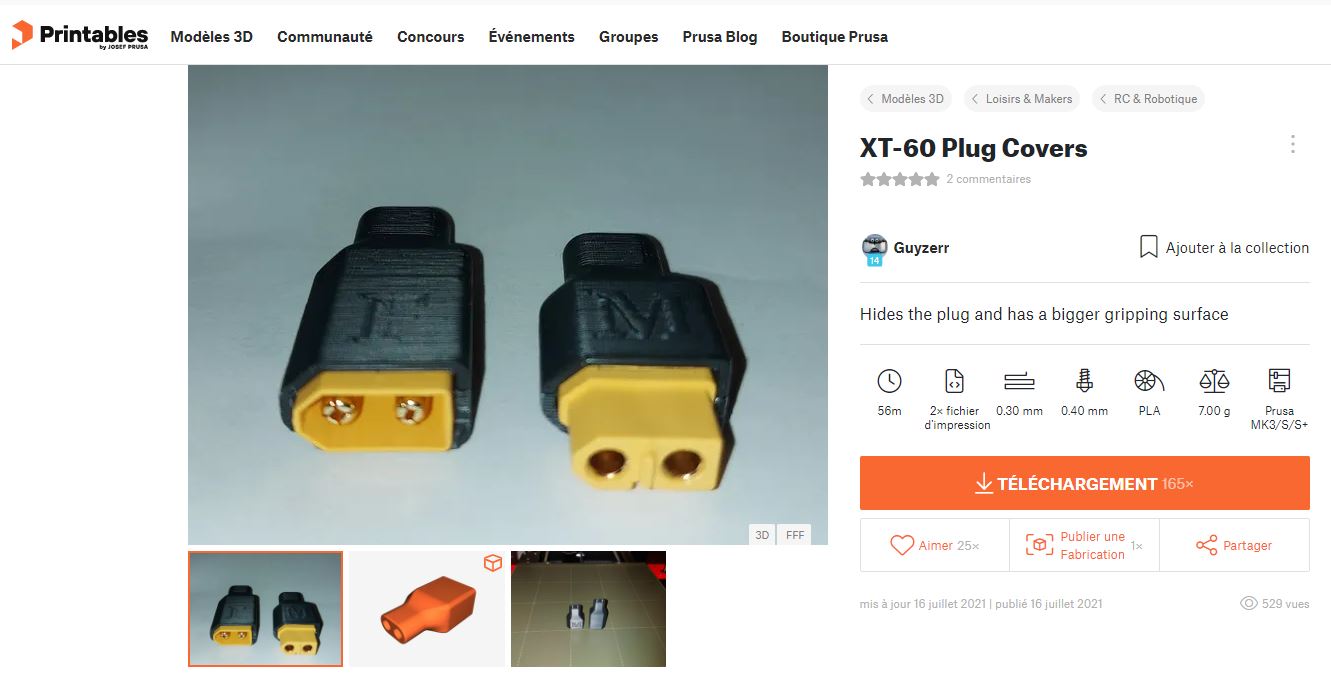 Printables
by JOSEF PRUSA
Modèles 3D
Communauté
Concours
Événements
Groupes
Prusa Blog
Boutique Prusa
Modèles 3D
Loisirs & Makers
RC & Robotique
XT-60 Plug Covers
2 commentaires
14
Guyzerr
Ajouter à la collection
Hides the plug and has a bigger gripping surface
56m
2× fichier
d'impression
0.30 mm
0.40 mm
PLA
7.00 g
Prusa
MK3/S/S+
TÉLÉCHARGEMENT 165×
Aimer 25×
Publier une
Fabrication 1×
Partager
mis à jour 16 juillet 2021 | publié 16 juillet 2021
529 vues
M
3D
FFF